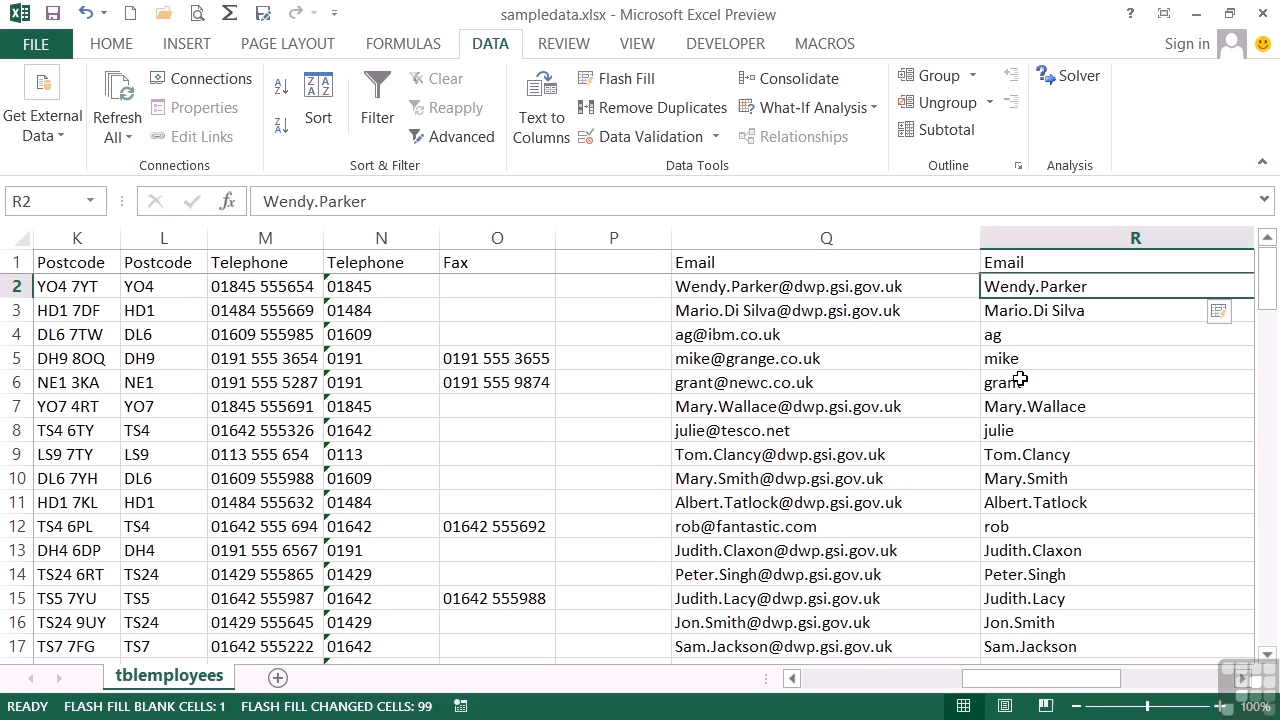 sampledata.xlsx - Microsoft Excel Preview
FILE HOME INSERT PAGE LAYOUT FORMULAS DATA REVIEW VIEW DEVELOPER MACROS Sign in
Get External Data
Refresh All
Connections
Properties
Edit Links
Connections
Sort
Filter
Clear
Reapply
Advanced
Sort & Filter
Text to Columns
Flash Fill
Remove Duplicates
Data Validation
Consolidate
What-If Analysis
Relationships
Data Tools
Group
Ungroup
Subtotal
Outline
Solver
Analysis
R2 fx Wendy.Parker
K L M N O P Q R
1 Postcode Postcode Telephone Telephone Fax Email Email
2 YO4 7YT YO4 01845 555654 01845 Wendy.Parker@dwp.gsi.gov.uk Wendy.Parker
3 HD1 7DF HD1 01484 555669 01484 Mario.Di Silva@dwp.gsi.gov.uk Mario.Di Silva
4 DL6 7TW DL6 01609 555985 01609 ag@ibm.co.uk ag
5 DH9 8OQ DH9 0191 555 3654 0191 0191 555 3655 mike@grange.co.uk mike
6 NE1 3KA NE1 0191 555 5287 0191 0191 555 9874 grant@newc.co.uk grant
7 YO7 4RT YO7 01845 555691 01845 Mary.Wallace@dwp.gsi.gov.uk Mary.Wallace
8 TS4 6TY TS4 01642 555326 01642 julie@tesco.net julie
9 LS9 7TY LS9 0113 555 654 0113 Tom.Clancy@dwp.gsi.gov.uk Tom.Clancy
10 DL6 7YH DL6 01609 555988 01609 Mary.Smith@dwp.gsi.gov.uk Mary.Smith
11 HD1 7KL HD1 01484 555632 01484 Albert.Tatlock@dwp.gsi.gov.uk Albert.Tatlock
12 TS4 6PL TS4 01642 555 694 01642 01642 555692 rob@fantastic.com rob
13 DH4 6DP DH4 0191 555 6567 0191 Judith.Claxon@dwp.gsi.gov.uk Judith.Claxon
14 TS24 6RT TS24 01429 555865 01429 Peter.Singh@dwp.gsi.gov.uk Peter.Singh
15 TS5 7YU TS5 01642 555987 01642 01642 555988 Judith.Lacy@dwp.gsi.gov.uk Judith.Lacy
16 TS24 9UY TS24 01429 555645 01429 Jon.Smith@dwp.gsi.gov.uk Jon.Smith
17 TS7 7FG TS7 01642 555222 01642 Sam.Jackson@dwp.gsi.gov.uk Sam.Jackson
tblemployees
READY FLASH FILL BLANK CELLS: 1 FLASH FILL CHANGED CELLS: 99 100%